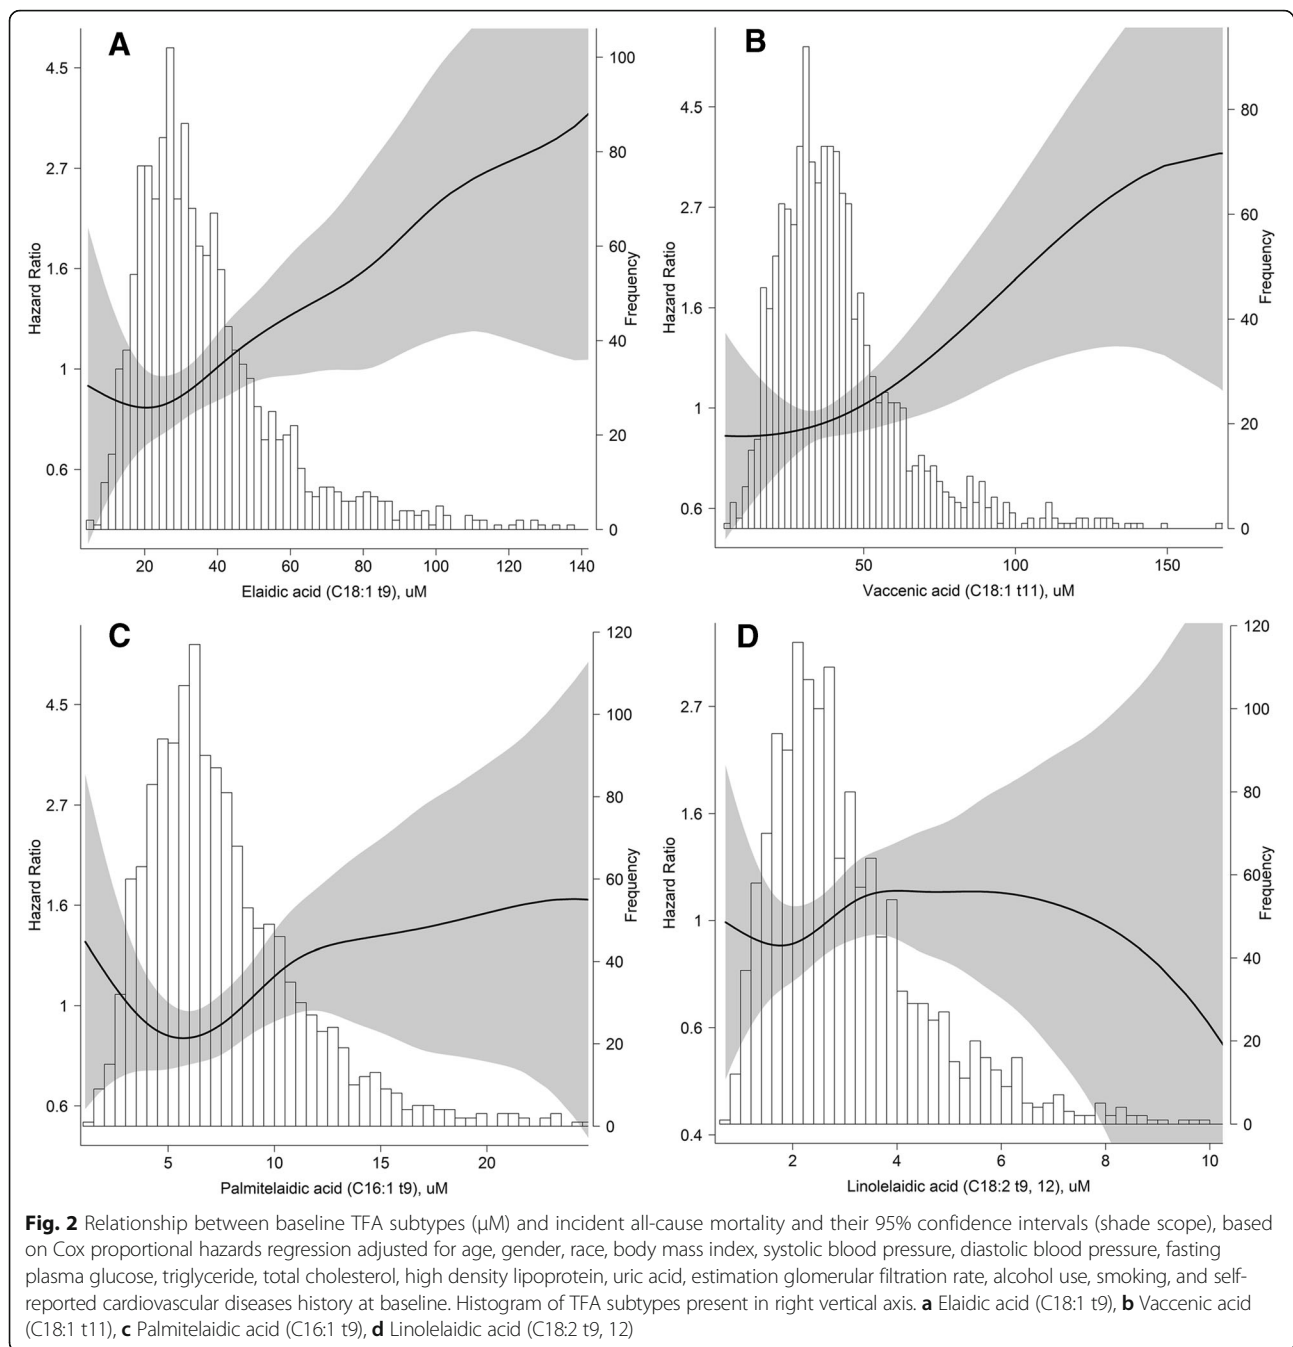 A
4.5
2.7
1.6
1
0.6
Hazard Ratio
100
80
60
40
20
0
Frequency
20 40 60 80 100 120 140
Elaidic acid (C18:1 t9), uM
B
4.5
2.7
1.6
1
0.6
Hazard Ratio
80
60
40
20
0
Frequency
50 100 150
Vaccenic acid (C18:1 t11), uM
C
4.5
2.7
1.6
1
0.6
Hazard Ratio
120
100
80
60
40
20
0
Frequency
5 10 15 20
Palmitelaidic acid (C16:1 t9), uM
D
2.7
1.6
1
0.6
0.4
Hazard Ratio
120
100
80
60
40
20
0
Frequency
2 4 6 8 10
Linolelaidic acid (C18:2 t9, 12), uM
Fig. 2 Relationship between baseline TFA subtypes (μM) and incident all-cause mortality and their 95% confidence intervals (shade scope), based
on Cox proportional hazards regression adjusted for age, gender, race, body mass index, systolic blood pressure, diastolic blood pressure, fasting
plasma glucose, triglyceride, total cholesterol, high density lipoprotein, uric acid, estimation glomerular filtration rate, alcohol use, smoking, and self-
reported cardiovascular diseases history at baseline. Histogram of TFA subtypes present in right vertical axis. a Elaidic acid (C18:1 t9), b Vaccenic acid
(C18:1 t11), c Palmitelaidic acid (C16:1 t9), d Linolelaidic acid (C18:2 t9, 12)